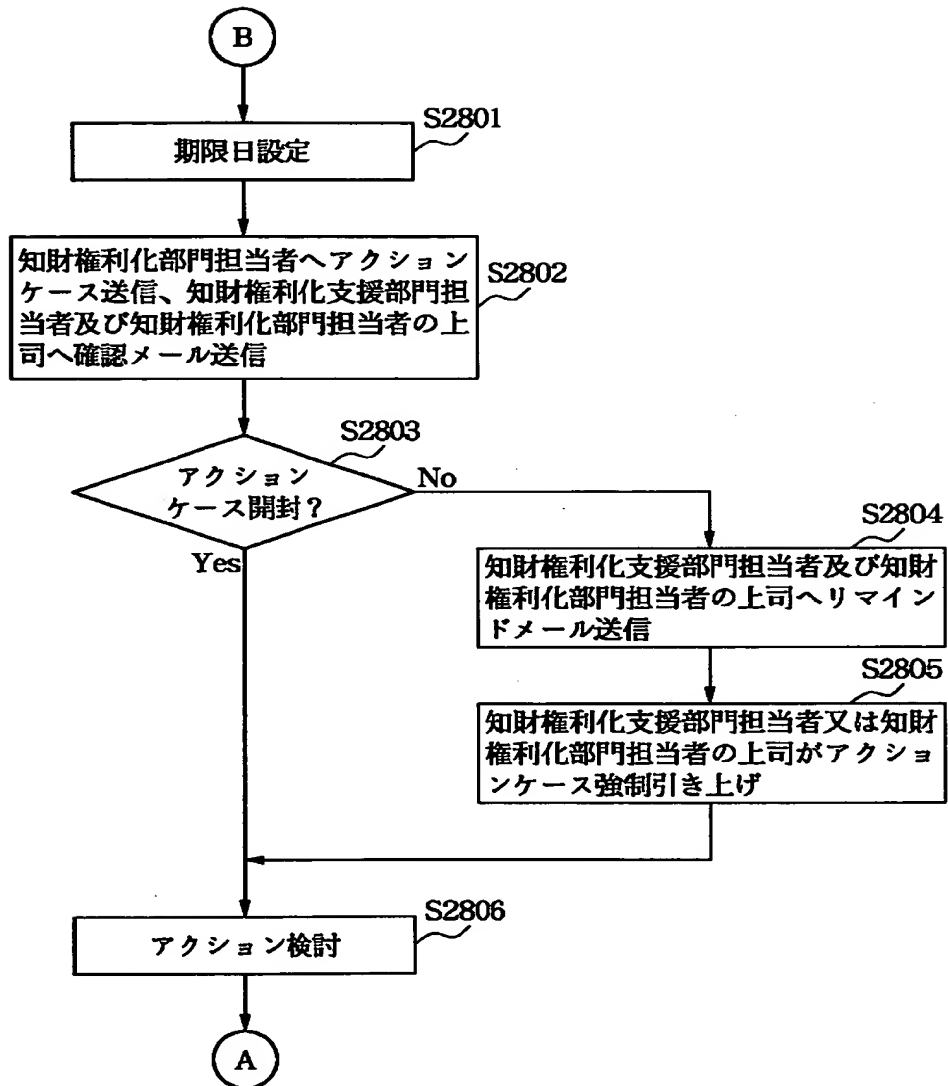 B
S2801
期限日設定
S2802
知財権利化部門担当者へアクション
ケース送信、知財権利化支援部門担
当者及び知財権利化部門担当者の上
司へ確認メール送信
S2803
アクション
ケース開封？
No
Yes
S2804
知財権利化支援部門担当者及び知財
権利化部門担当者の上司へリマイン
ドメール送信
S2805
知財権利化支援部門担当者又は知財
権利化部門担当者の上司がアクショ
ンケース強制引き上げ
S2806
アクション検討
A